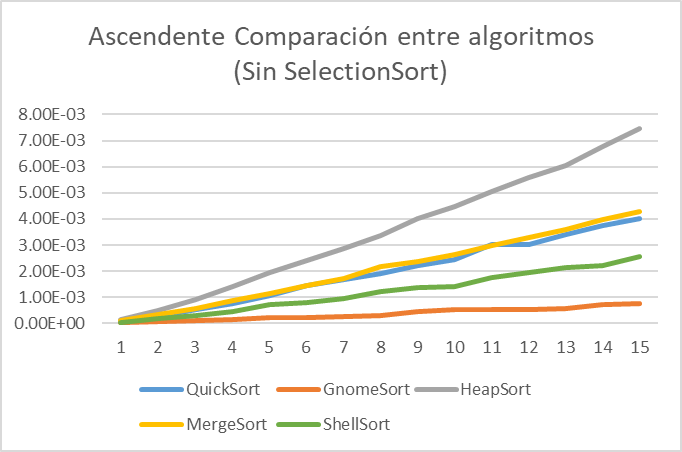 Ascendente Comparación entre algoritmos
(Sin SelectionSort)
8.00E-03
7.00E-03
6.00E-03
5.00E-03
4.00E-03
3.00E-03
2.00E-03
1.00E-03
0.00E+00
1 2 3 4 5 6 7 8 9 10 11 12 13 14 15
QuickSort GnomeSort HeapSort
MergeSort ShellSort